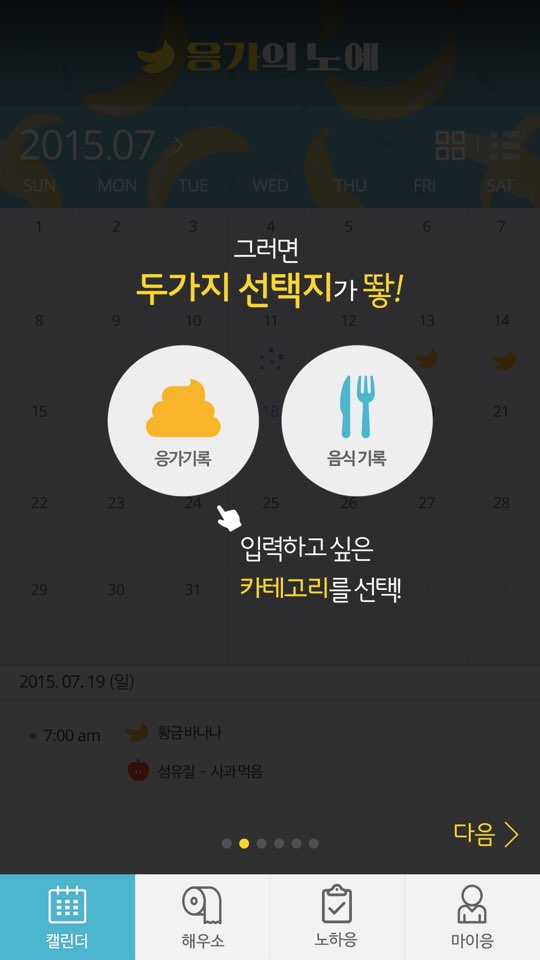 응가의 노예
2015.07
SUN MON TUE WED THU FRI SAT
1 2 3 4 5 6 7
그러면
두가지 선택지가 똻!
8 9 10 11 12 13 14
15 18 21
응가기록 음식 기록
22 23 24 25 26 27 28
입력하고 싶은
카테고리를 선택!
29 30 31 3 4
2015. 07. 19 (일)
7:00 am 황금 바나나
섬유질 - 사과 먹음
다음
캘린더 해우소 노하응 마이응